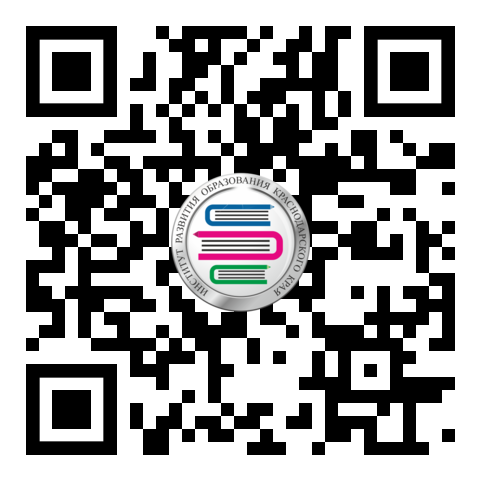 ИНСТИТУТ РАЗВИТИЯ ОБРАЗОВАНИЯ КРАСНОДАРСКОГО КРАЯ